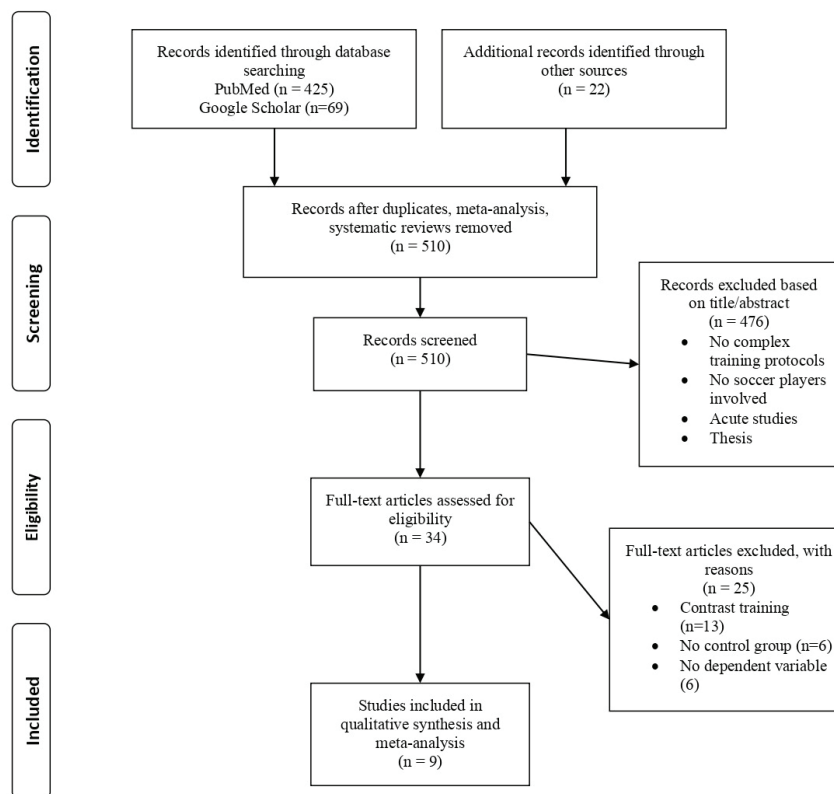 Identification
Records identified through database
searching
PubMed (n = 425)
Google Scholar (n=69)
Additional records identified through
other sources
(n = 22)
Records after duplicates, meta-analysis,
systematic reviews removed
(n = 510)
Screening
Records screened
(n = 510)
Records excluded based
on title/abstract
(n = 476)
• No complex
training protocols
• No soccer players
involved
• Acute studies
• Thesis
Eligibility
Full-text articles assessed for
eligibility
(n = 34)
Full-text articles excluded, with
reasons
(n = 25)
• Contrast training
(n=13)
• No control group (n=6)
• No dependent variable
(6)
Included
Studies included in
qualitative synthesis and
meta-analysis
(n = 9)